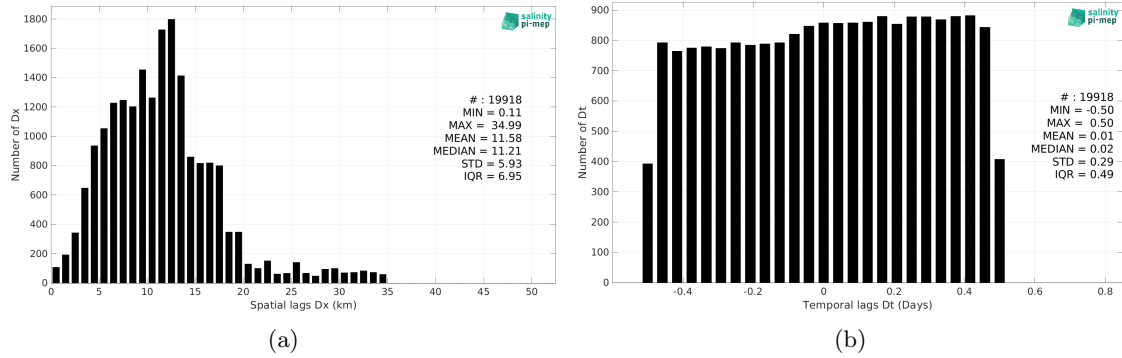 1800
1600
1400
1200
1000
800
600
400
200
0
Number of Dx
salinity
pi-mep
# : 19918
MIN = 0.11
MAX = 34.99
MEAN = 11.58
MEDIAN = 11.21
STD = 5.93
IQR = 6.95
0 5 10 15 20 25 30 35 40 45 50
Spatial lags Dx (km)
(a)
900
800
700
600
500
400
300
200
100
0
Number of Dt
salinity
pi-mep
# : 19918
MIN = -0.50
MAX = 0.50
MEAN = 0.01
MEDIAN = 0.02
STD = 0.29
IQR = 0.49
-0.4 -0.2 0 0.2 0.4 0.6 0.8
Temporal lags Dt (Days)
(b)